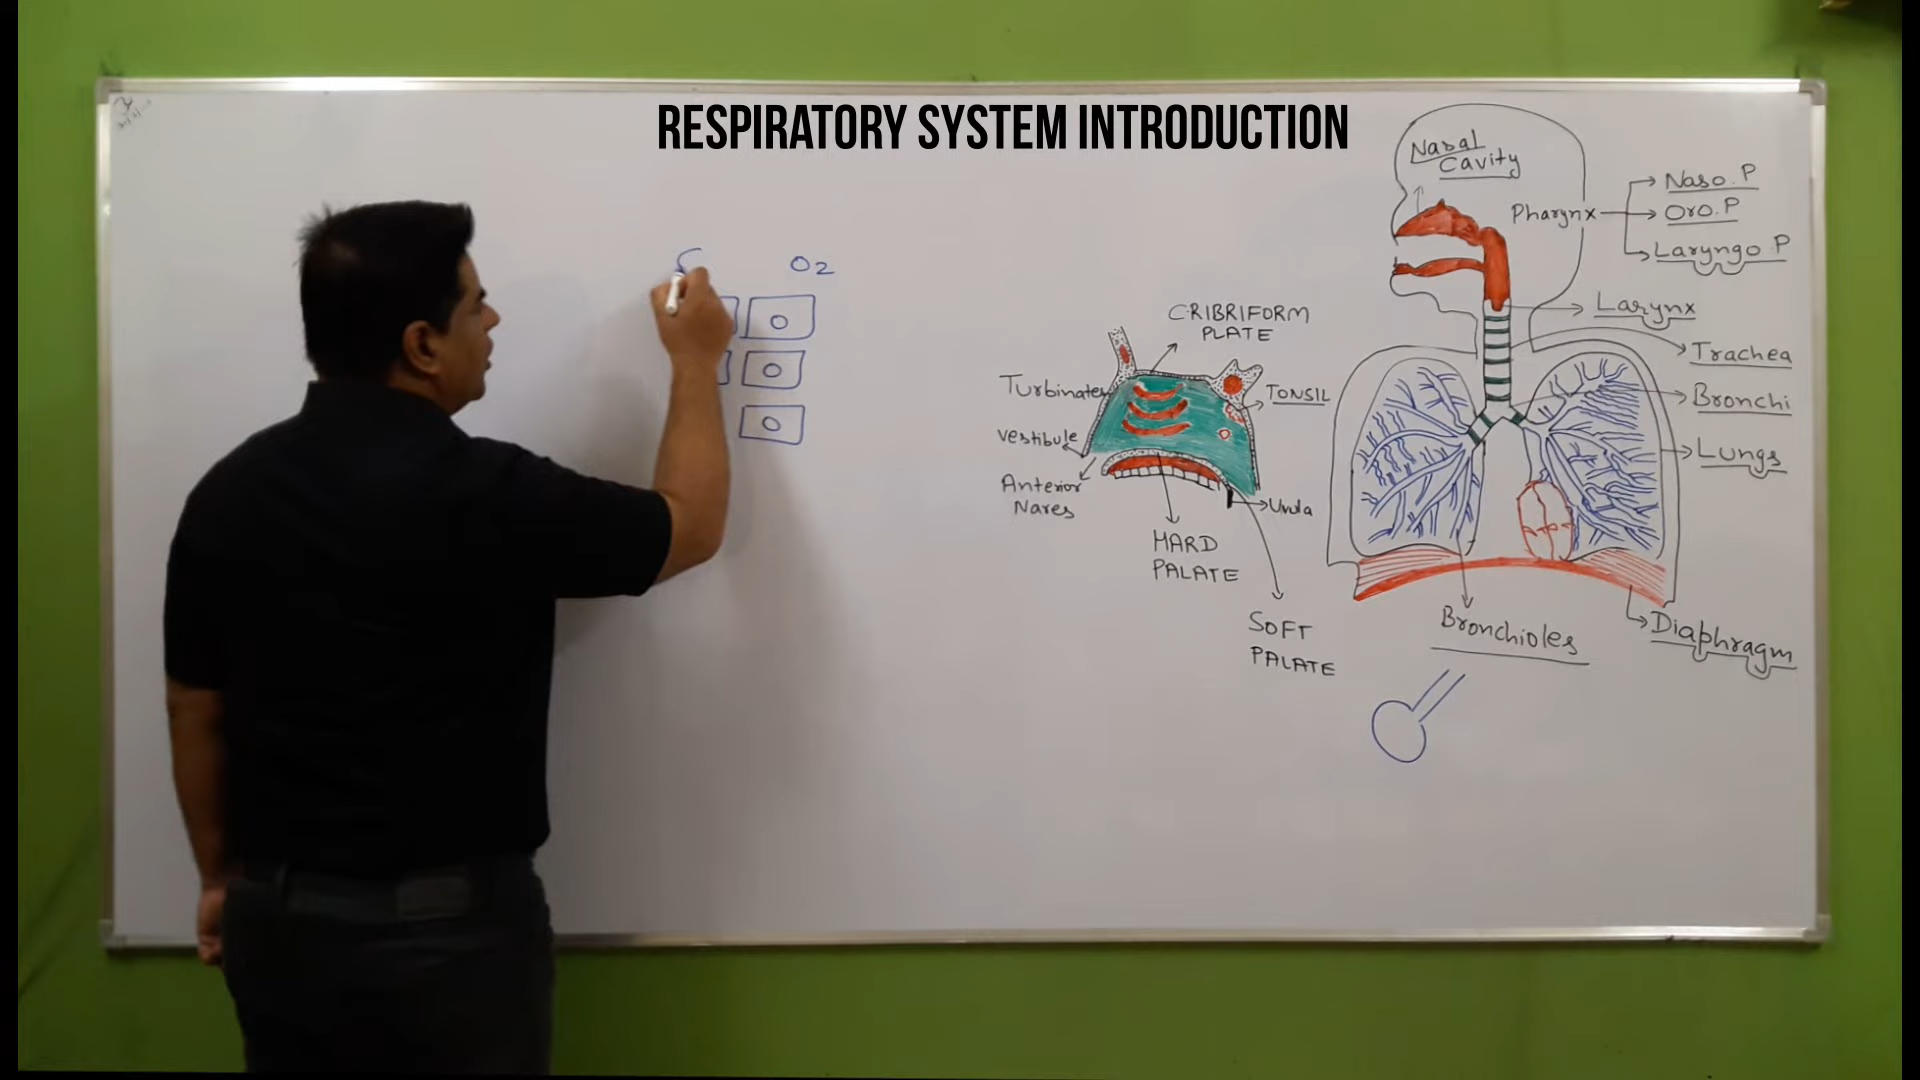 RESPIRATORY SYSTEM INTRODUCTION
O2
Nasal
Cavity
Pharynx
Naso. P
Oro. P
Laryngo P
Larynx
Trachea
Bronchi
Lungs
Diaphragm
Bronchioles
CRIBRIFORM
PLATE
Turbinates
TONSIL
Vestibule
Anterior
Nares
Uvula
HARD
PALATE
SOFT
PALATE